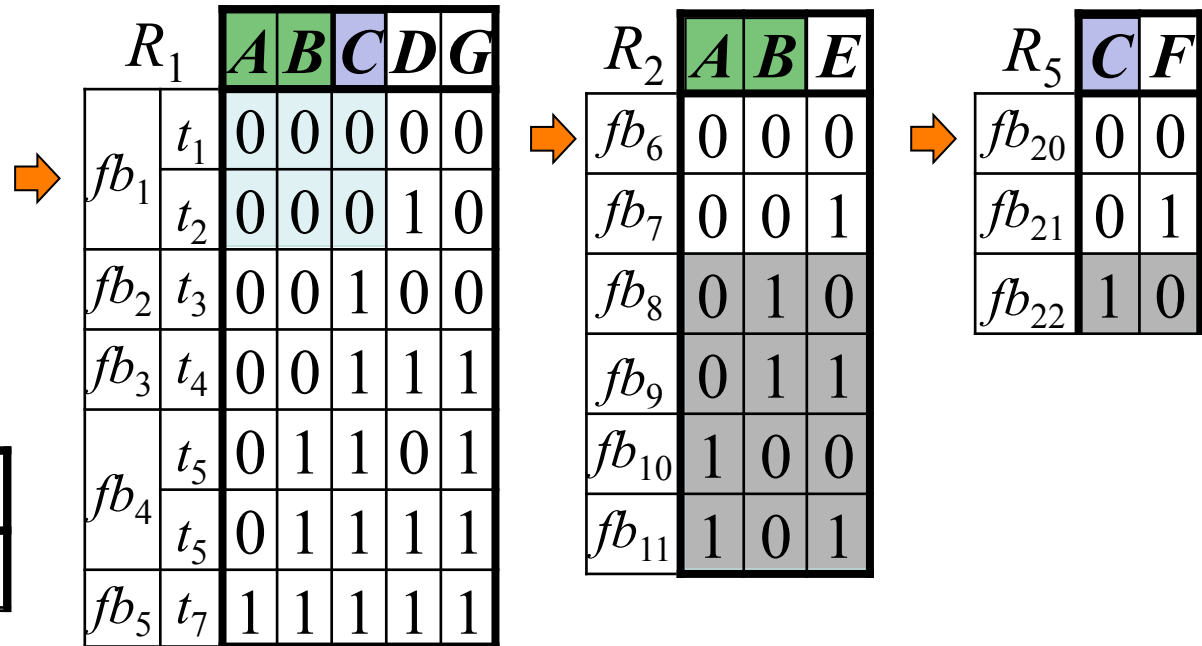 R1 A B C D G
fb1 t1 0 0 0 0 0
t2 0 0 0 1 0
fb2 t3 0 0 1 0 0
fb3 t4 0 0 1 1 1
fb4 t5 0 1 1 0 1
t5 0 1 1 1 1
fb5 t7 1 1 1 1 1
R2 A B E
fb6 0 0 0
fb7 0 0 1
fb8 0 1 0
fb9 0 1 1
fb10 1 0 0
fb11 1 0 1
R5 C F
fb20 0 0
fb21 0 1
fb22 1 0